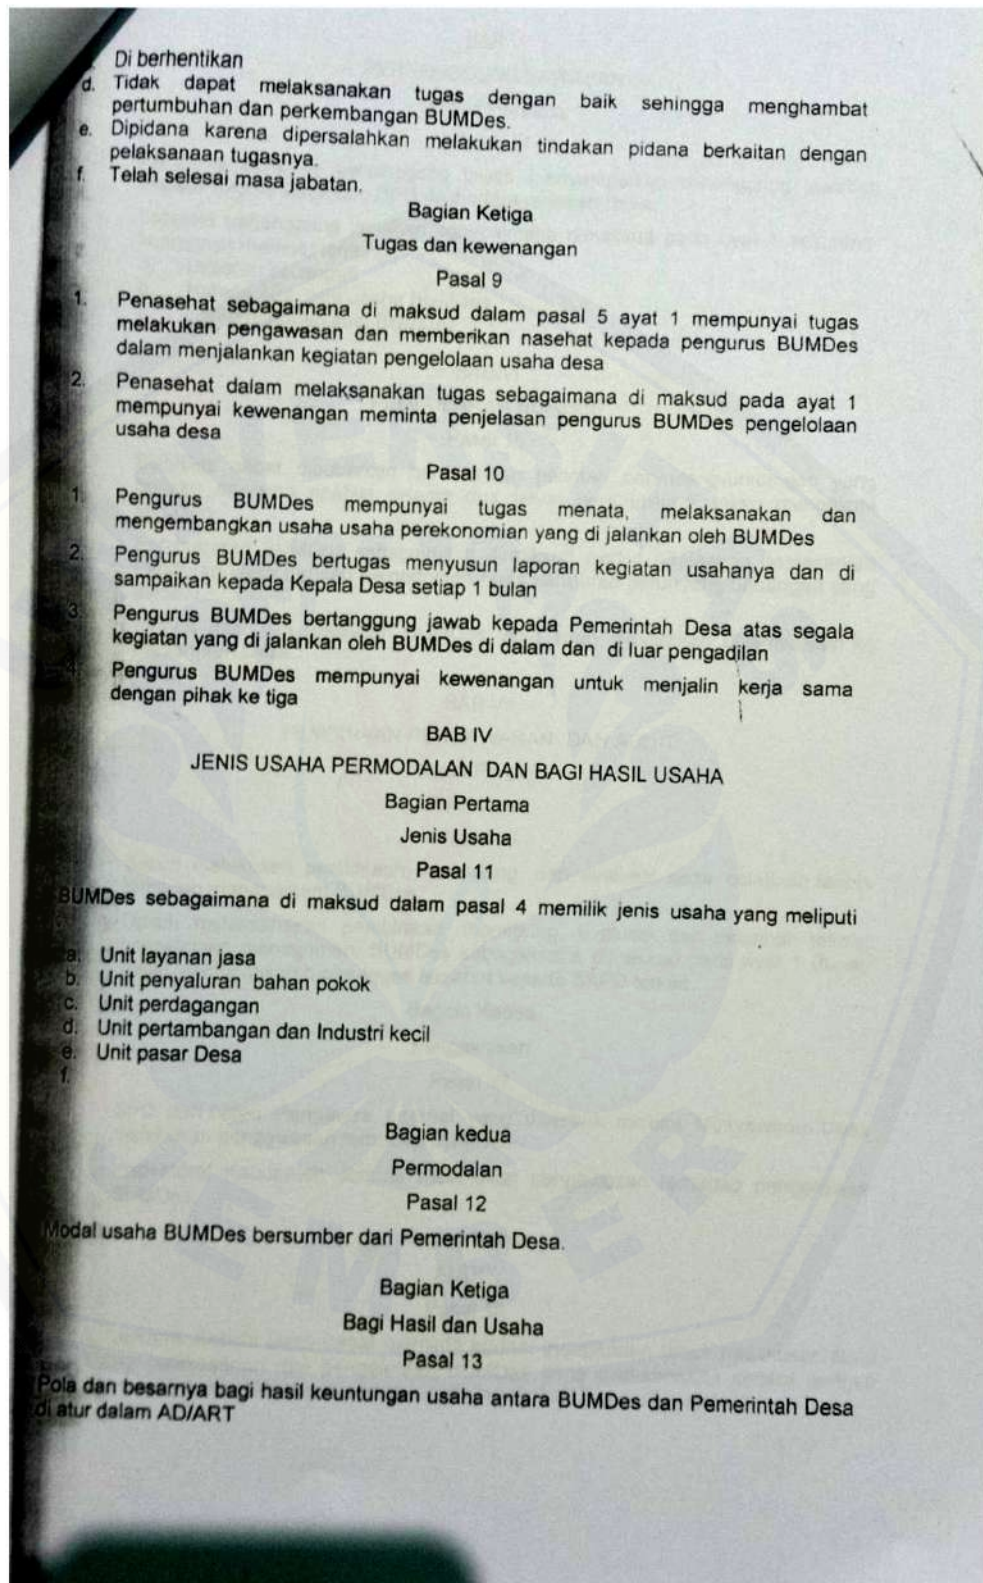 Di berhentikan
d. Tidak dapat melaksanakan tugas dengan baik sehingga menghambat
pertumbuhan dan perkembangan BUMDes.
e. Dipidana karena dipersalahkan melakukan tindakan pidana berkaitan dengan
pelaksanaan tugasnya.
f. Telah selesai masa jabatan.
Bagian Ketiga
Tugas dan kewenangan
Pasal 9
1. Penasehat sebagaimana di maksud dalam pasal 5 ayat 1 mempunyai tugas
melakukan pengawasan dan memberikan nasehat kepada pengurus BUMDes
dalam menjalankan kegiatan pengelolaan usaha desa
2. Penasehat dalam melaksanakan tugas sebagaimana di maksud pada ayat 1
mempunyai kewenangan meminta penjelasan pengurus BUMDes pengelolaan
usaha desa
Pasal 10
1. Pengurus BUMDes mempunyai tugas menata, melaksanakan dan
mengembangkan usaha usaha perekonomian yang di jalankan oleh BUMDes
2. Pengurus BUMDes bertugas menyusun laporan kegiatan usahanya dan di
sampaikan kepada Kepala Desa setiap 1 bulan
3. Pengurus BUMDes bertanggung jawab kepada Pemerintah Desa atas segala
kegiatan yang di jalankan oleh BUMDes di dalam dan di luar pengadilan
4. Pengurus BUMDes mempunyai kewenangan untuk menjalin kerja sama
dengan pihak ke tiga
BAB IV
JENIS USAHA PERMODALAN DAN BAGI HASIL USAHA
Bagian Pertama
Jenis Usaha
Pasal 11
BUMDes sebagaimana di maksud dalam pasal 4 memilik jenis usaha yang meliputi
a. Unit layanan jasa
b. Unit penyaluran bahan pokok
c. Unit perdagangan
d. Unit pertambangan dan Industri kecil
e. Unit pasar Desa
f.
Bagian kedua
Permodalan
Pasal 12
Modal usaha BUMDes bersumber dari Pemerintah Desa.
Bagian Ketiga
Bagi Hasil dan Usaha
Pasal 13
Pola dan besarnya bagi hasil keuntungan usaha antara BUMDes dan Pemerintah Desa
di atur dalam AD/ART